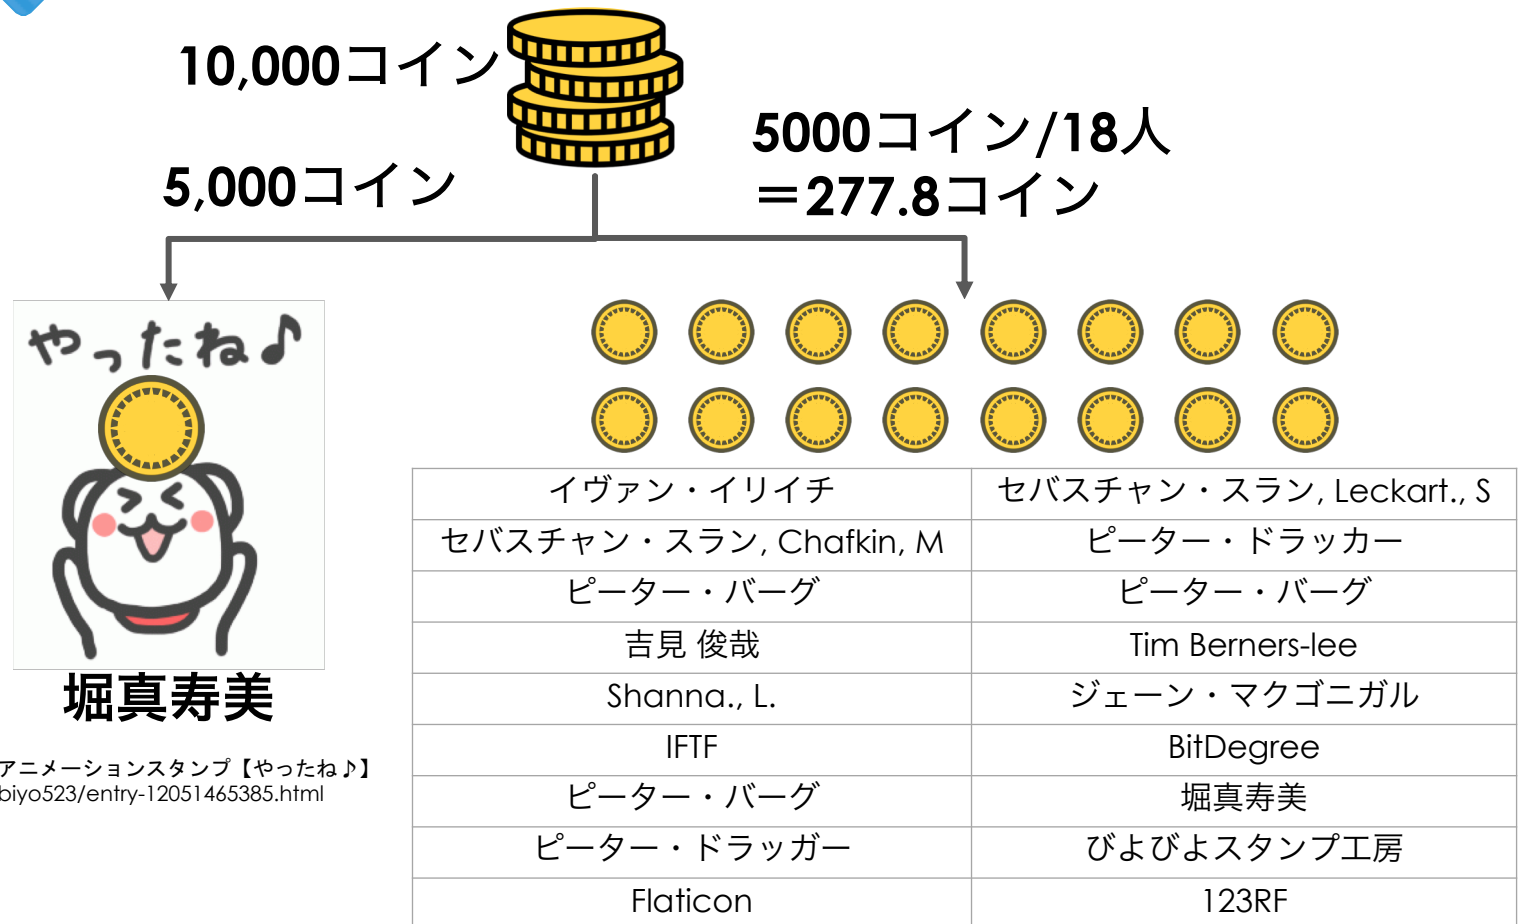 10,000コイン
5,000コイン
5000コイン/18人
＝277.8コイン
やったね♪
堀真寿美
アニメーションスタンプ【やったね♪】
biyo523/entry-12051465385.html
イヴァン・イリイチ
セバスチャン・スラン, Leckart., S
セバスチャン・スラン, Chafkin, M
ピーター・ドラッカー
ピーター・バーグ
ピーター・バーグ
吉見 俊哉
Tim Berners-lee
Shanna., L.
ジェーン・マクゴニガル
IFTF
BitDegree
ピーター・バーグ
堀真寿美
ピーター・ドラッガー
びよびよスタンプ工房
Flaticon
123RF